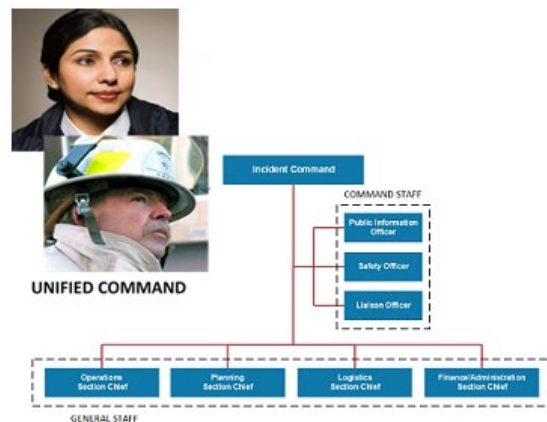 Incident Command
COMMAND STAFF
Public Information
Officer
Safety Officer
Liaison Officer
UNIFIED COMMAND
Operations
Section Chief
Planning
Section Chief
Logistics
Section Chief
Finance/Administration
Section Chief
GENERAL STAFF